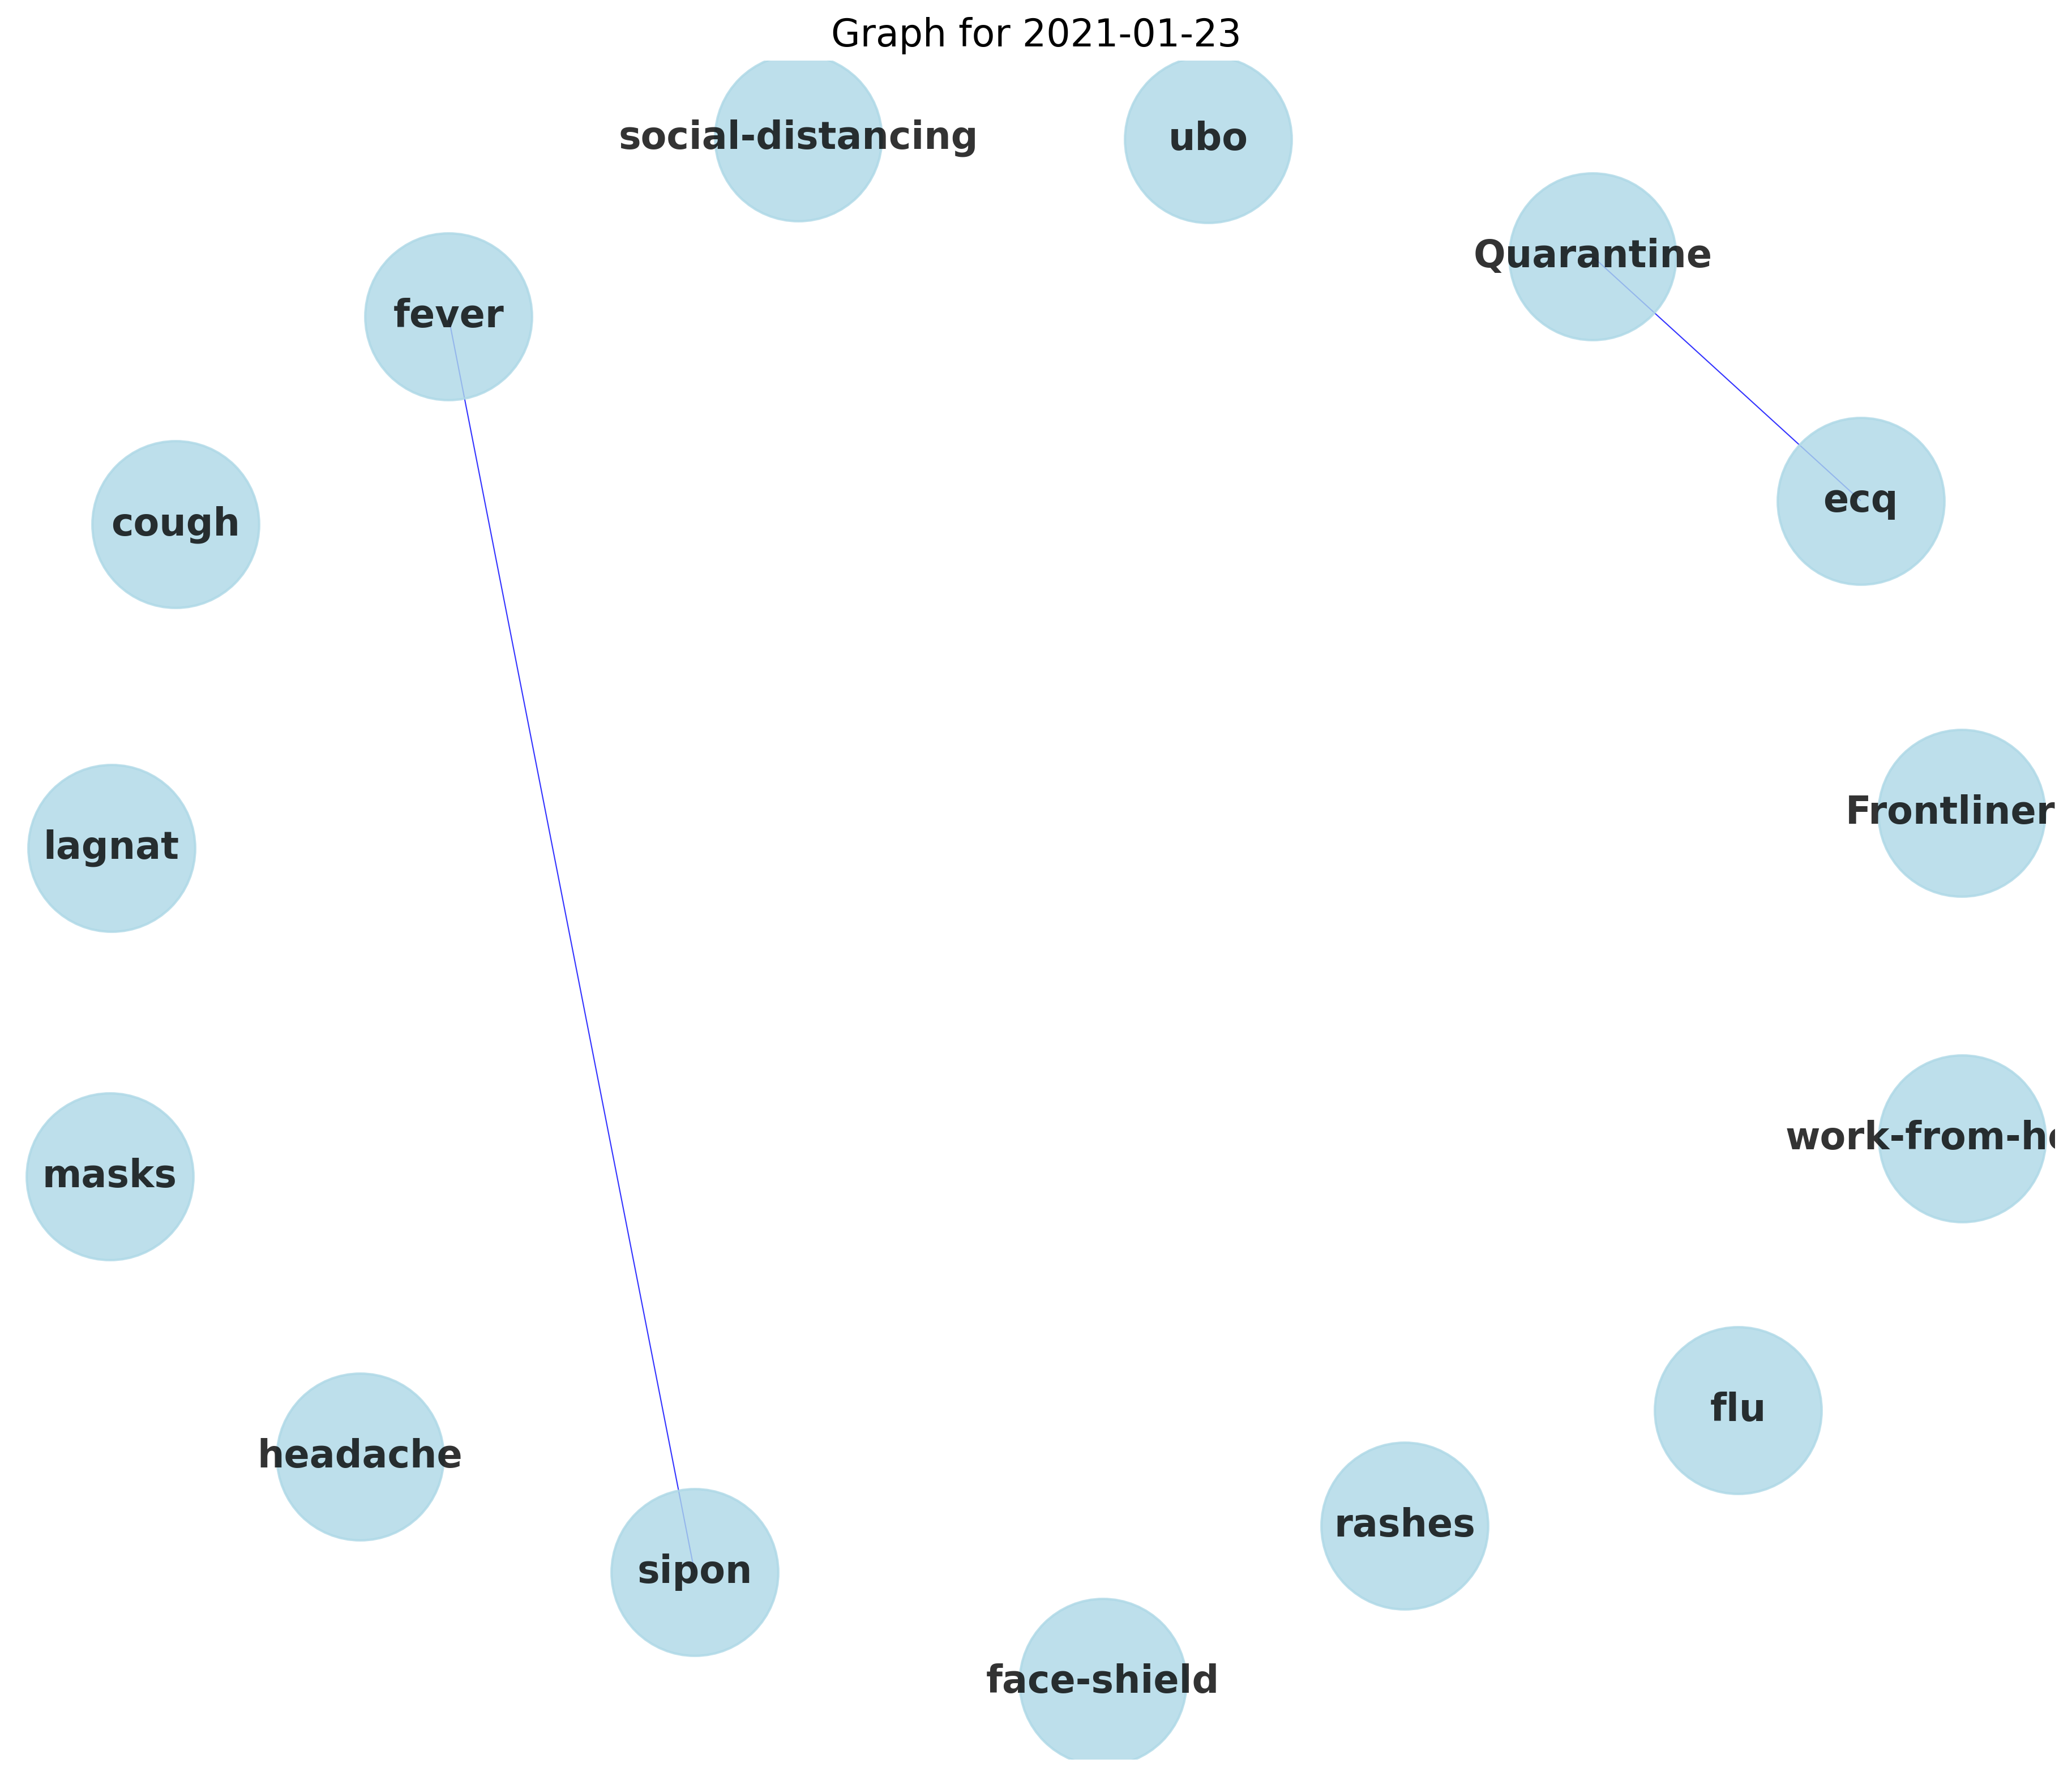 Graph for 2021-01-23
social-distancing
ubo
Quarantine
fever
ecq
cough
Frontliner
lagnat
work-from-ho
masks
flu
headache
rashes
sipon
face-shield